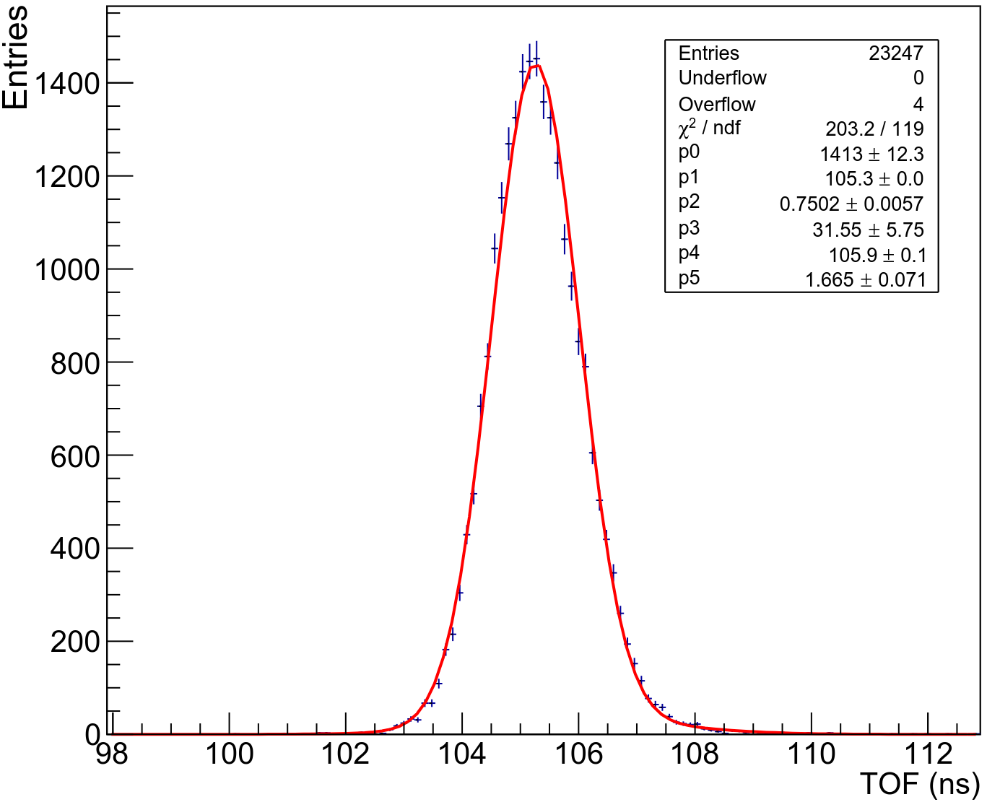 Entries
1400
1200
1000
800
600
400
200
0
98 100 102 104 106 108 110 112
TOF (ns)
Entries 23247
Underflow 0
Overflow 4
χ² / ndf 203.2 / 119
p0 1413 ± 12.3
p1 105.3 ± 0.0
p2 0.7502 ± 0.0057
p3 31.55 ± 5.75
p4 105.9 ± 0.1
p5 1.665 ± 0.071